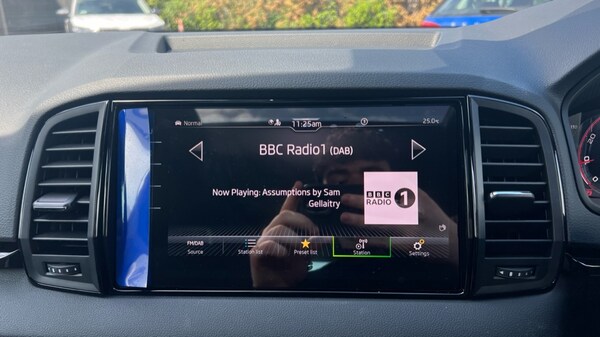 Normal
11:25am
25.0°c
BBC Radio1 (DAB)
Now Playing: Assumptions by Sam
Gellaitry
BBC
RADIO 1
FM/DAB
Source
Station list
Preset list
Station
Settings